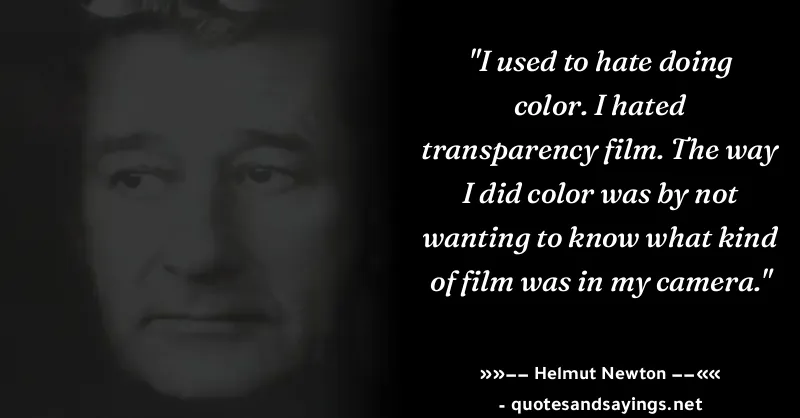 "I used to hate doing
color. I hated
transparency film. The way
I did color was by not
wanting to know what kind
of film was in my camera."
»»−− Helmut Newton −−««
- quotesandsayings.net